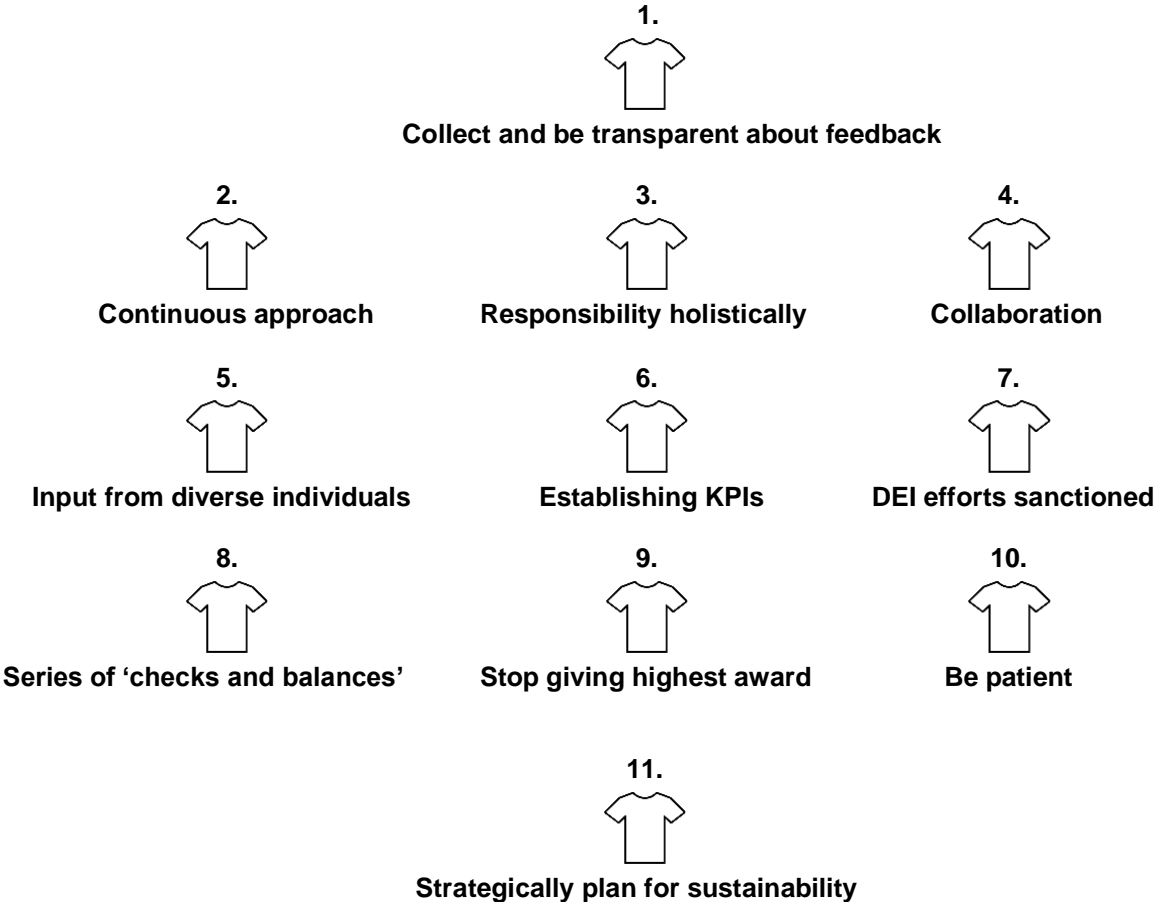 1.
Collect and be transparent about feedback
2.
3.
4.
Continuous approach
Responsibility holistically
Collaboration
5.
6.
7.
Input from diverse individuals
Establishing KPIs
DEI efforts sanctioned
8.
9.
10.
Series of ‘checks and balances’
Stop giving highest award
Be patient
11.
Strategically plan for sustainability